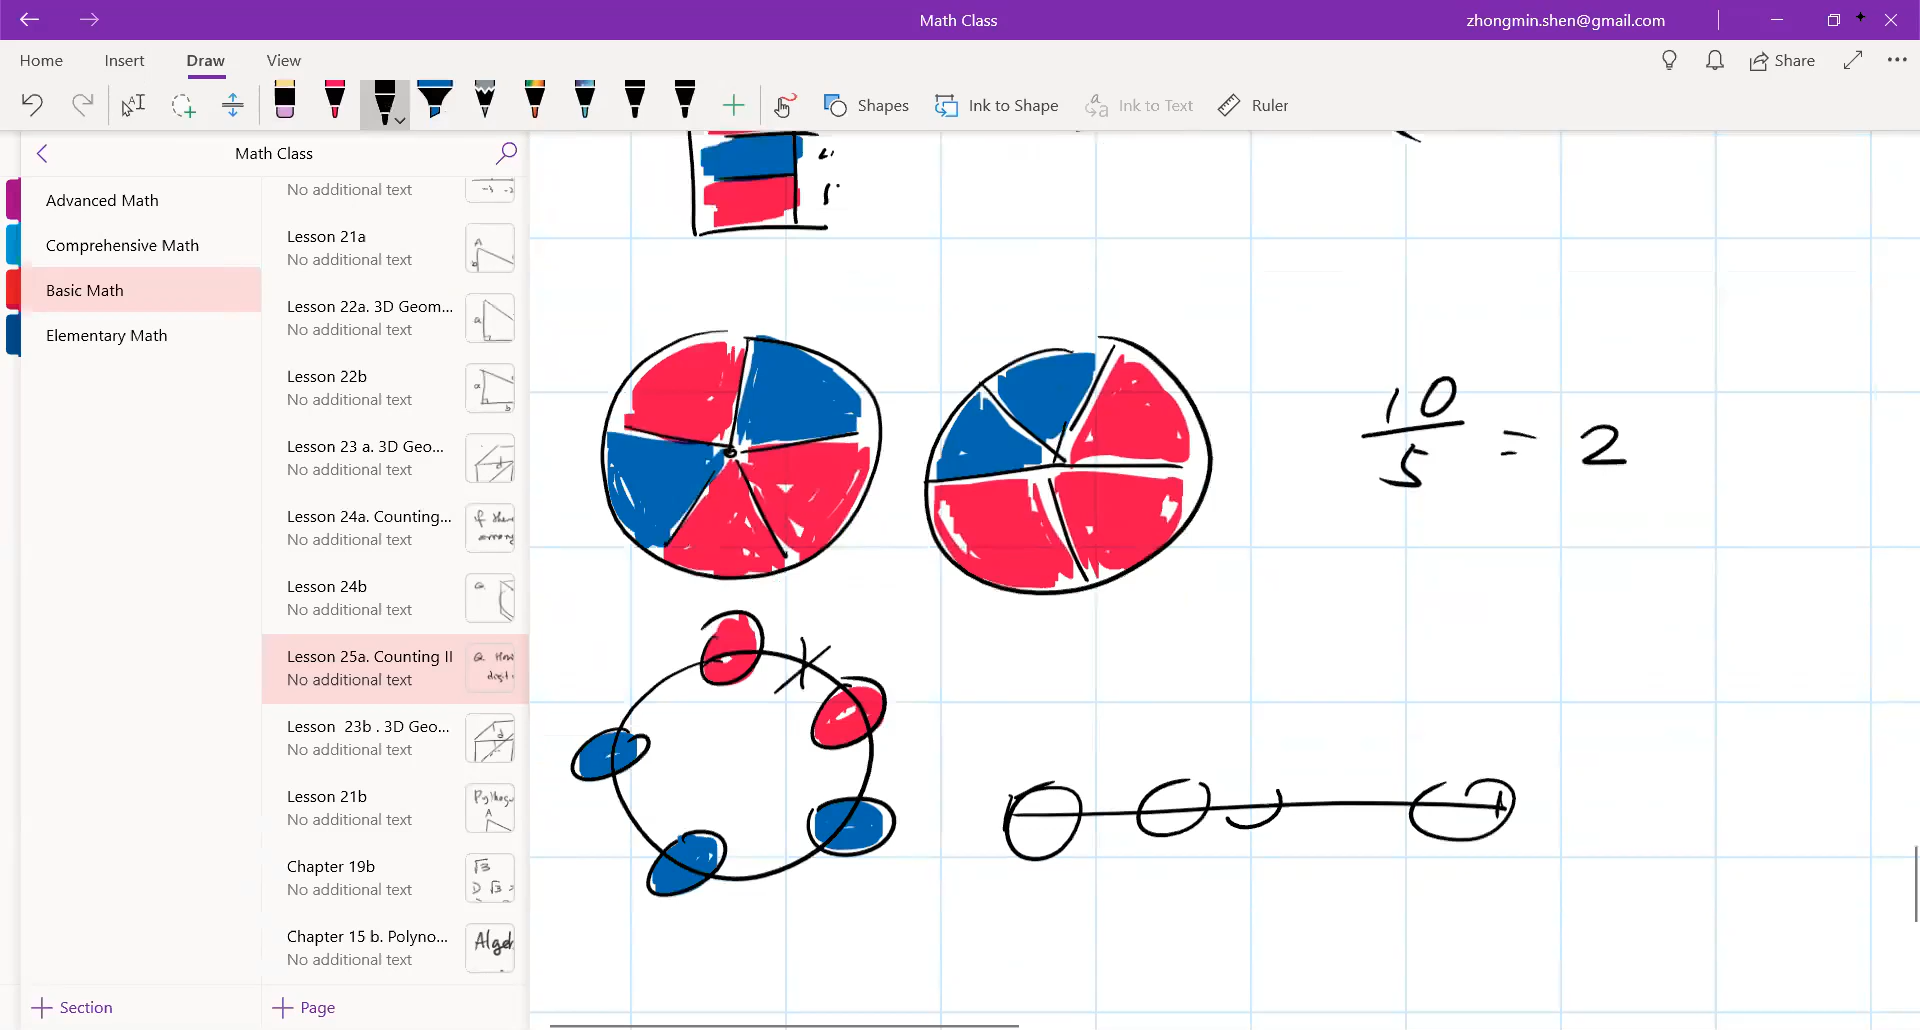 Math Class
zhongmin.shen@gmail.com
Home
Insert
Draw
View
Share
Shapes
Ink to Shape
Ink to Text
Ruler
Math Class
Advanced Math
Comprehensive Math
Basic Math
Elementary Math
No additional text
Lesson 21a
No additional text
Lesson 22a. 3D Geom...
No additional text
Lesson 22b
No additional text
Lesson 23 a. 3D Geo...
No additional text
Lesson 24a. Counting...
No additional text
Lesson 24b
No additional text
Lesson 25a. Counting II
No additional text
Lesson  23b . 3D Geo...
No additional text
Lesson 21b
No additional text
Chapter 19b
No additional text
Chapter 15 b. Polyno...
No additional text
Section
Page
10
5
= 2